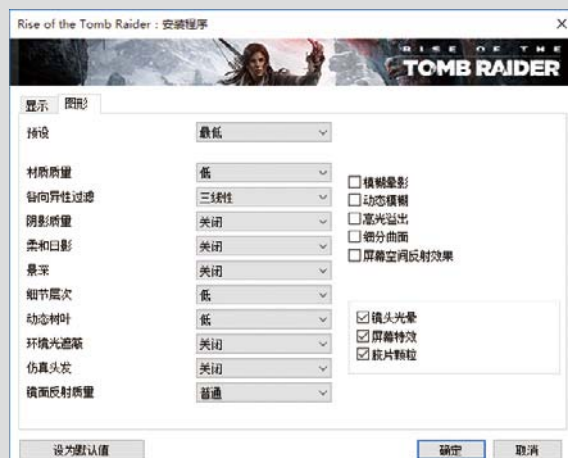 Rise of the Tomb Raider：安装程序
RISE OF THE
TOMB RAIDER
显示 图形
预设 最低
材质质量 低
各向异性过滤 三线性
阴影质量 关闭
柔和日影 关闭
景深 关闭
细节层次 低
动态树叶 低
环境光遮蔽 关闭
仿真头发 关闭
镜面反射质量 普通
模糊晕影
动态模糊
高光溢出
细分曲面
屏幕空间反射效果
镜头光晕
屏幕特效
胶片颗粒
设为默认值 确定 取消